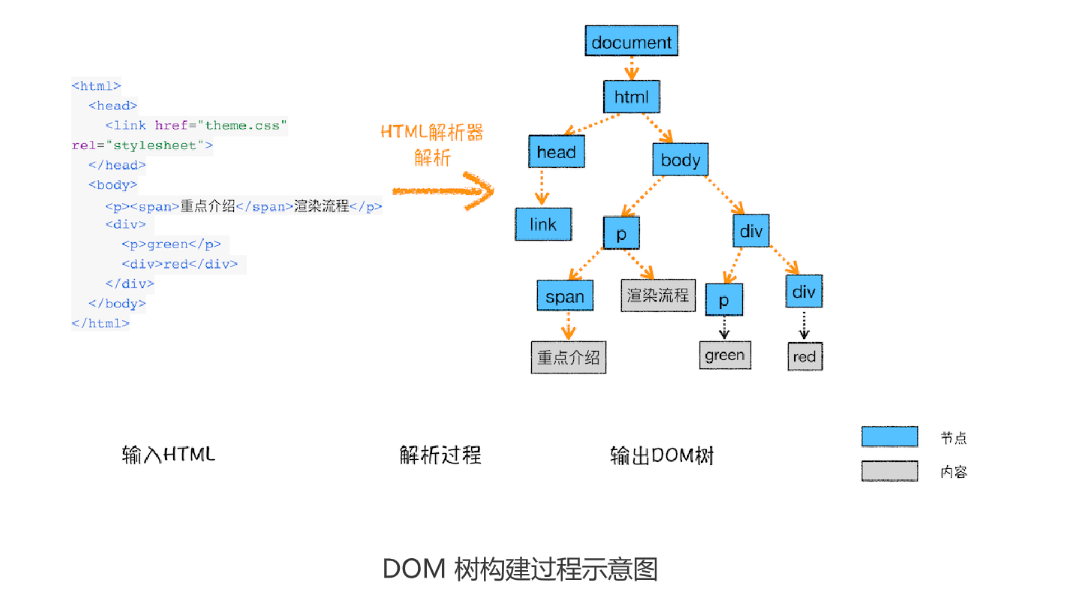 <html>
<head>
<link href="theme.css"
rel="stylesheet">
</head>
<body>
<p><span>重点介绍</span>渲染流程</p>
<div>
<p>green</p>
<div>red</div>
</div>
</body>
</html>
HTML解析器
解析
document
html
head
body
link
p
div
span
渲染流程
p
div
重点介绍
green
red
输入HTML
解析过程
输出DOM树
节点
内容
DOM 树构建过程示意图